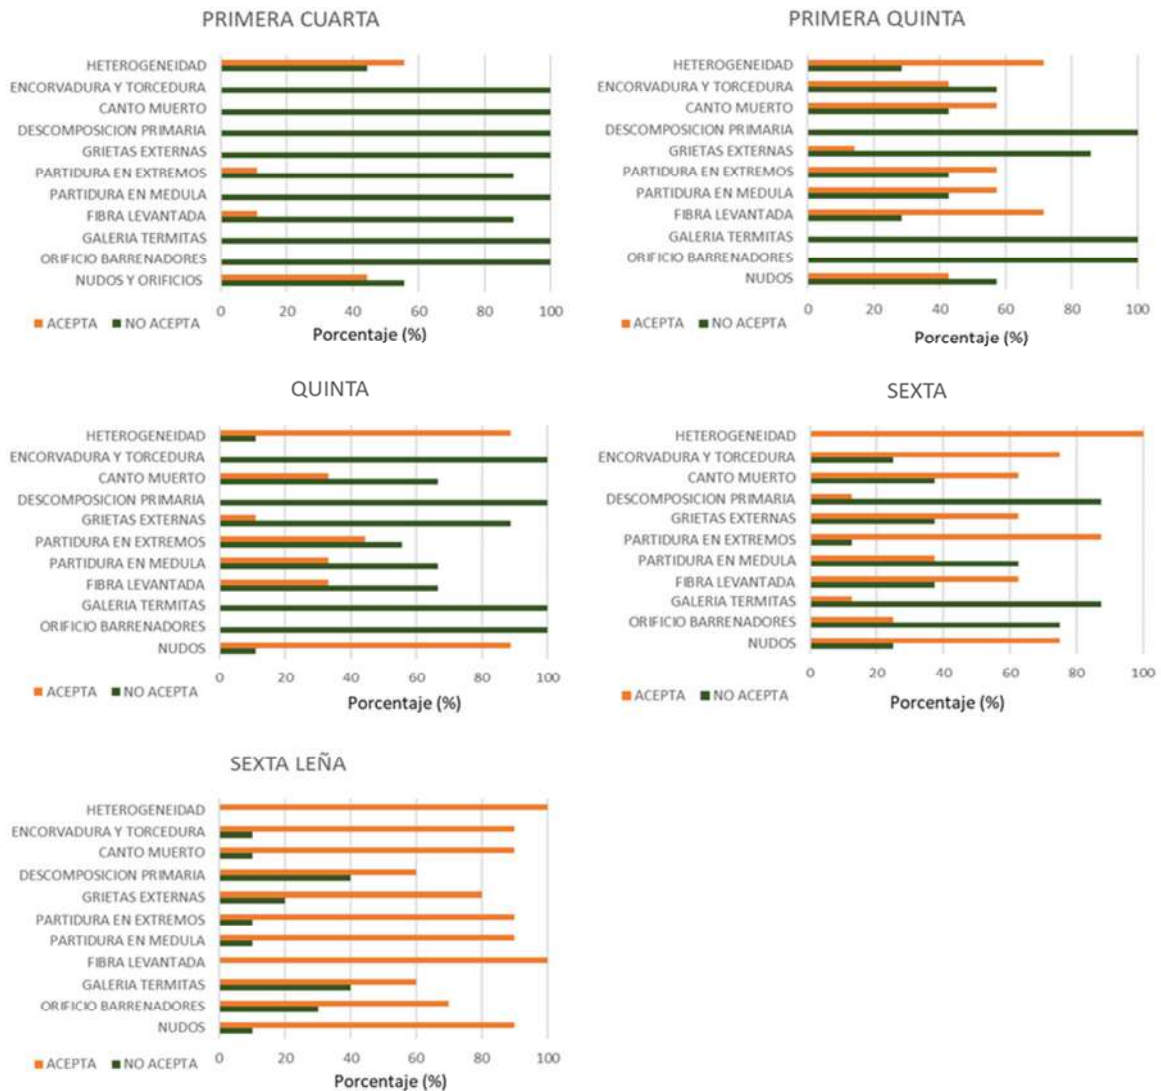 PRIMERA CUARTA
HETEROGENEIDAD
ENCORVADURA Y TORCEDURA
CANTO MUERTO
DESCOMPOSICION PRIMARIA
GRIETAS EXTERNAS
PARTIDURA EN EXTREMOS
PARTIDURA EN MEDULA
FIBRA LEVANTADA
GALERIA TERMITAS
ORIFICIO BARRENADORES
NUDOS Y ORIFICIOS
0 20 40 60 80 100
ACEPTA NO ACEPTA
Porcentaje (%)
PRIMERA QUINTA
HETEROGENEIDAD
ENCORVADURA Y TORCEDURA
CANTO MUERTO
DESCOMPOSICION PRIMARIA
GRIETAS EXTERNAS
PARTIDURA EN EXTREMOS
PARTIDURA EN MEDULA
FIBRA LEVANTADA
GALERIA TERMITAS
ORIFICIO BARRENADORES
NUDOS
0 20 40 60 80 100
ACEPTA NO ACEPTA
Porcentaje (%)
QUINTA
HETEROGENEIDAD
ENCORVADURA Y TORCEDURA
CANTO MUERTO
DESCOMPOSICION PRIMARIA
GRIETAS EXTERNAS
PARTIDURA EN EXTREMOS
PARTIDURA EN MEDULA
FIBRA LEVANTADA
GALERIA TERMITAS
ORIFICIO BARRENADORES
NUDOS
0 20 40 60 80 100
ACEPTA NO ACEPTA
Porcentaje (%)
SEXTA
HETEROGENEIDAD
ENCORVADURA Y TORCEDURA
CANTO MUERTO
DESCOMPOSICION PRIMARIA
GRIETAS EXTERNAS
PARTIDURA EN EXTREMOS
PARTIDURA EN MEDULA
FIBRA LEVANTADA
GALERIA TERMITAS
ORIFICIO BARRENADORES
NUDOS
0 20 40 60 80 100
ACEPTA NO ACEPTA
Porcentaje (%)
SEXTA LEÑA
HETEROGENEIDAD
ENCORVADURA Y TORCEDURA
CANTO MUERTO
DESCOMPOSICION PRIMARIA
GRIETAS EXTERNAS
PARTIDURA EN EXTREMOS
PARTIDURA EN MEDULA
FIBRA LEVANTADA
GALERIA TERMITAS
ORIFICIO BARRENADORES
NUDOS
0 20 40 60 80 100
ACEPTA NO ACEPTA
Porcentaje (%)